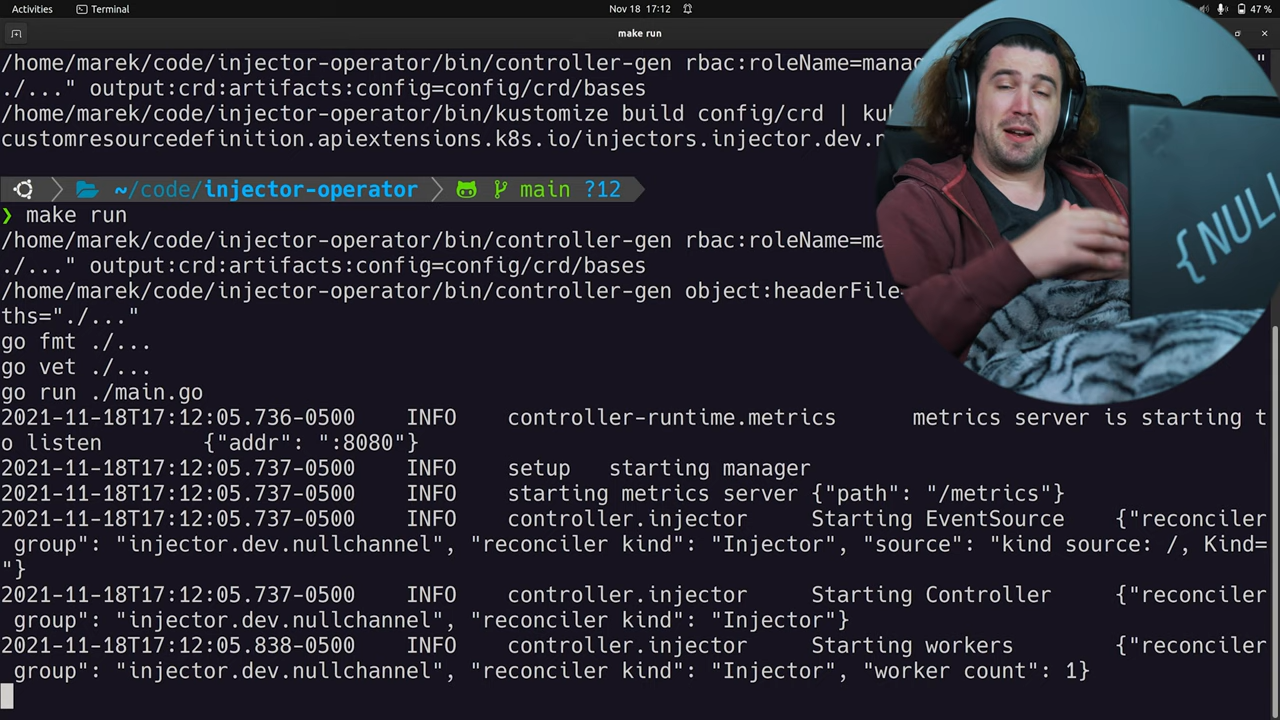 Activities Terminal Nov 18 17:12 47 %
make run
/home/marek/code/injector-operator/bin/controller-gen rbac:roleName=manag
./..." output:crd:artifacts:config=config/crd/bases
/home/marek/code/injector-operator/bin/kustomize build config/crd | ku
customresourcedefinition.apiextensions.k8s.io/injectors.injector.dev.n
~/code/injector-operator main ?12
❯ make run
/home/marek/code/injector-operator/bin/controller-gen rbac:roleName=ma
./..." output:crd:artifacts:config=config/crd/bases
/home/marek/code/injector-operator/bin/controller-gen object:headerFile
ths="./..."
go fmt ./...
go vet ./...
go run ./main.go
2021-11-18T17:12:05.736-0500 INFO controller-runtime.metrics metrics server is starting t
o listen {"addr": ":8080"}
2021-11-18T17:12:05.737-0500 INFO setup starting manager
2021-11-18T17:12:05.737-0500 INFO starting metrics server {"path": "/metrics"}
2021-11-18T17:12:05.737-0500 INFO controller.injector Starting EventSource {"reconciler
group": "injector.dev.nullchannel", "reconciler kind": "Injector", "source": "kind source: /, Kind=
"}
2021-11-18T17:12:05.737-0500 INFO controller.injector Starting Controller {"reconciler
group": "injector.dev.nullchannel", "reconciler kind": "Injector"}
2021-11-18T17:12:05.838-0500 INFO controller.injector Starting workers {"reconciler
group": "injector.dev.nullchannel", "reconciler kind": "Injector", "worker count": 1}
{NULL